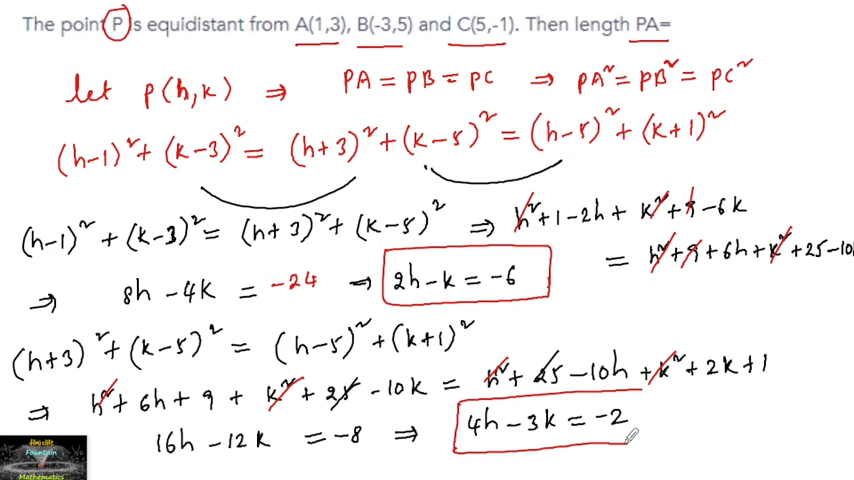 The point P is equidistant from A(1,3), B(-3,5) and C(5,-1). Then length PA=
let P(h,k) ⇒ PA = PB = PC ⇒ PA² = PB² = PC²
(h-1)² + (k-3)² = (h+3)² + (k-5)² = (h-5)² + (k+1)²
(h-1)² + (k-3)² = (h+3)² + (k-5)² ⇒ h² + 1 - 2h + k² + 9 - 6k
= h² + 9 + 6h + k² + 25 - 10k
⇒ 8h - 4k = -24 → 2h - k = -6
(h+3)² + (k-5)² = (h-5)² + (k+1)²
⇒ h² + 6h + 9 + k² + 25 - 10k = h² + 25 - 10h + k² + 2k + 1
16h - 12k = -8 ⇒ 4h - 3k = -2
Fountain
Mathematics